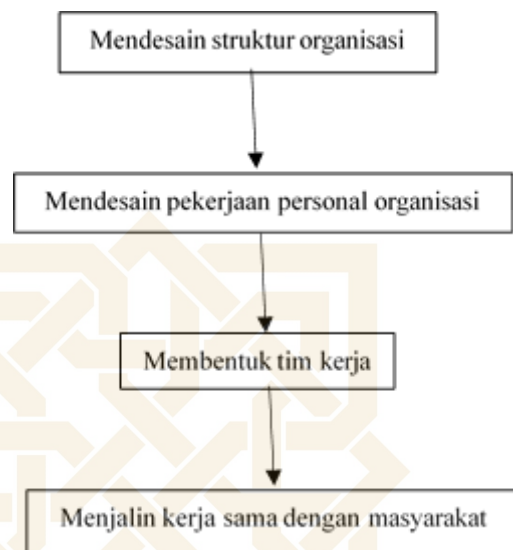 Mendesain struktur organisasi
Mendesain pekerjaan personal organisasi
Membentuk tim kerja
Menjalin kerja sama dengan masyarakat